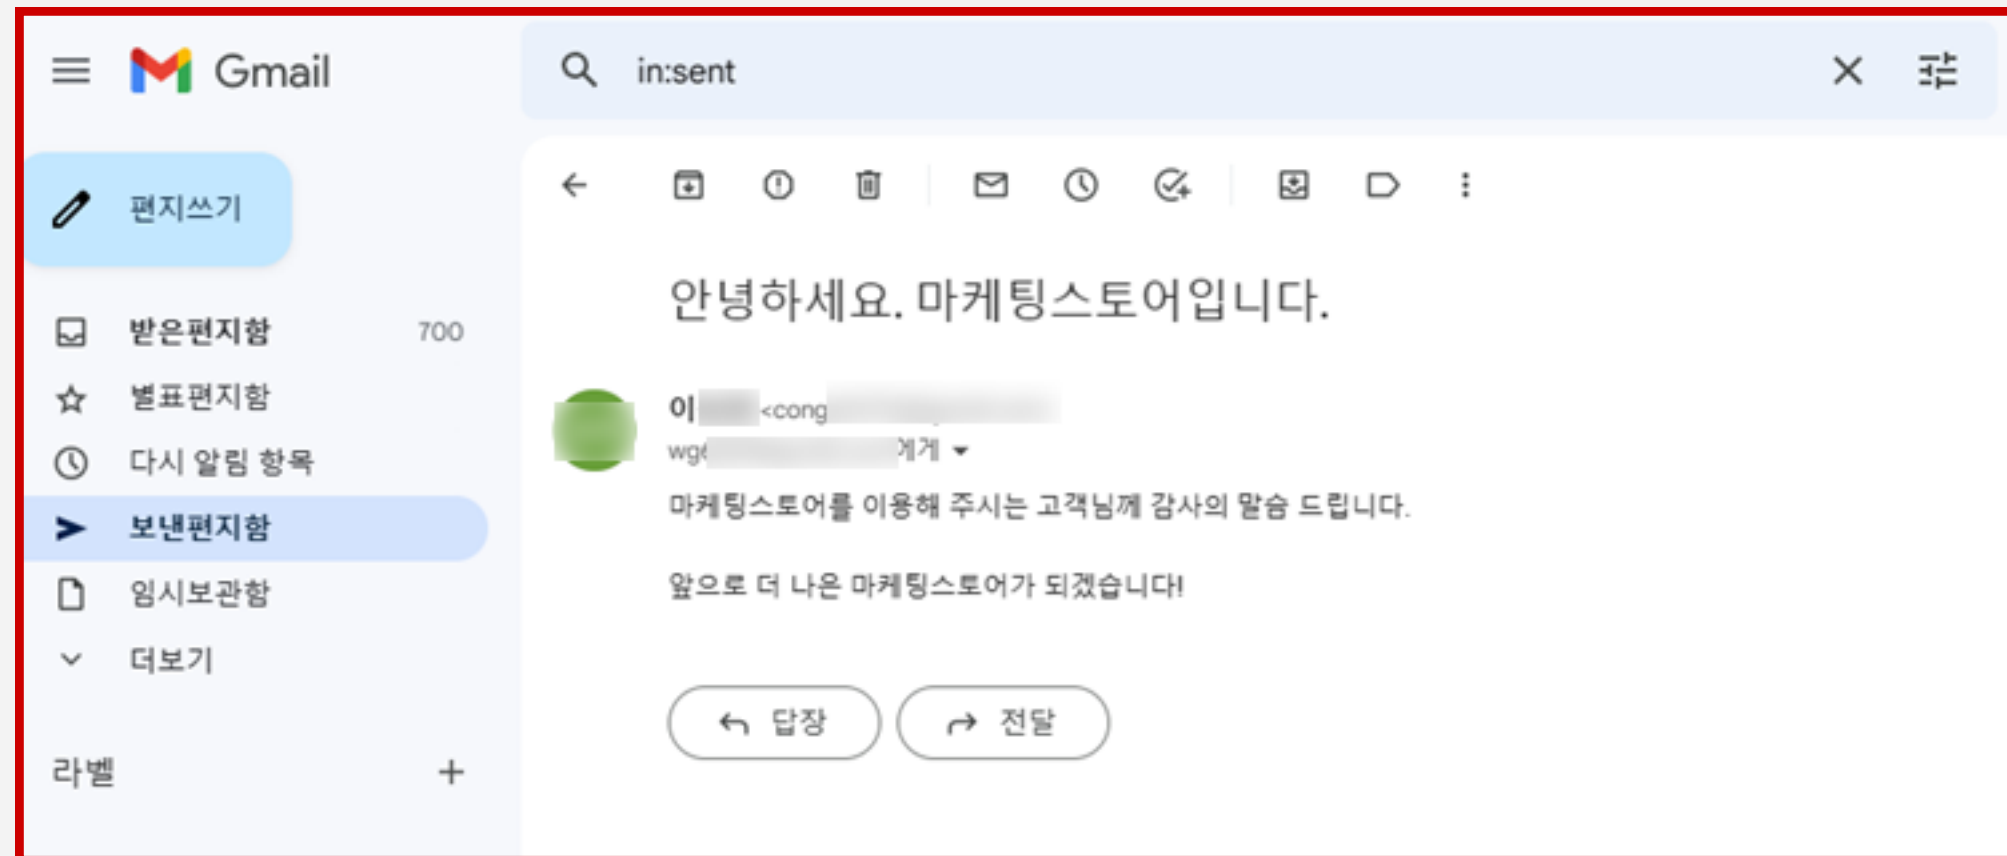 Gmail
in:sent
편지쓰기
받은편지함 700
별표편지함
다시 알림 항목
보낸편지함
임시보관함
더보기
라벨
안녕하세요. 마케팅스토어입니다.
이 <cong
에게
마케팅스토어를 이용해 주시는 고객님께 감사의 말씀 드립니다.
앞으로 더 나은 마케팅스토어가 되겠습니다!
답장
전달